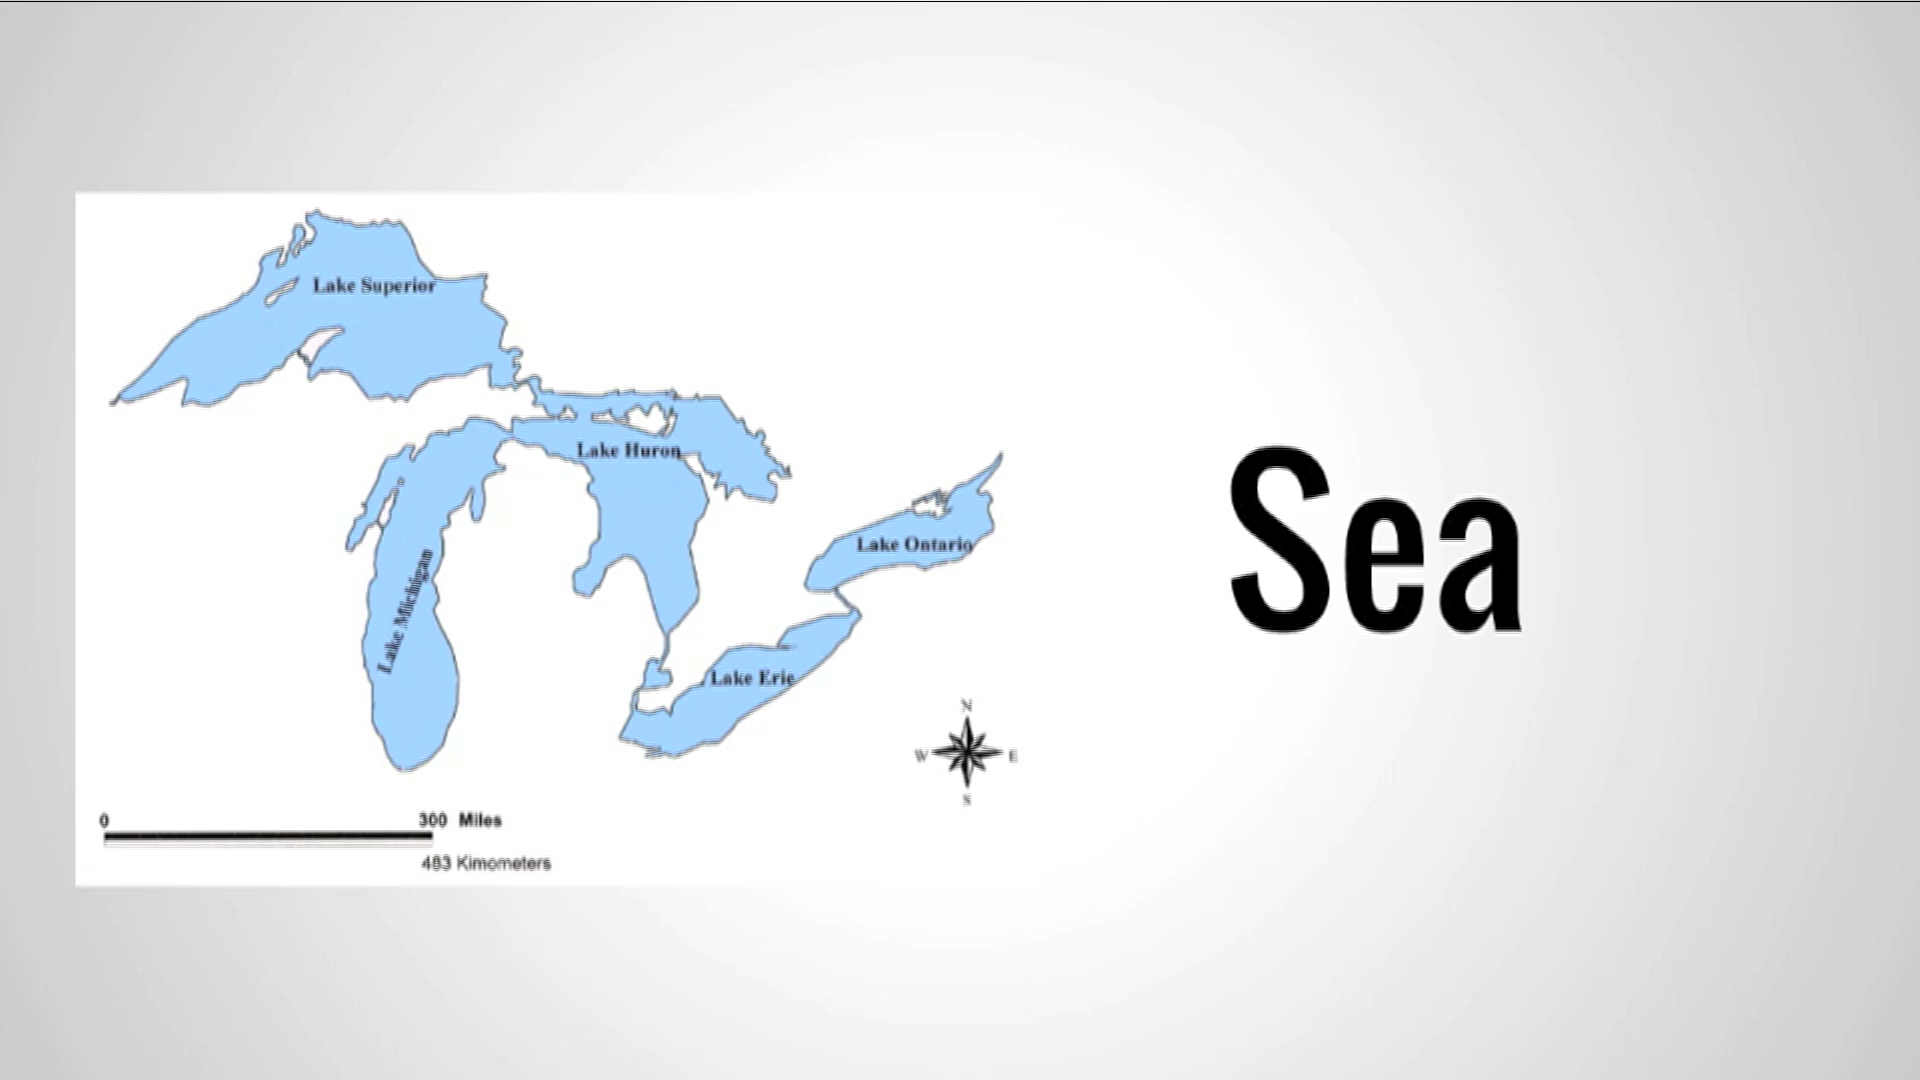 Lake Superior
Lake Huron
Lake Michigan
Lake Ontario
Lake Erie
Sea
N
W E
S
0 300 Miles
483 Kimometers